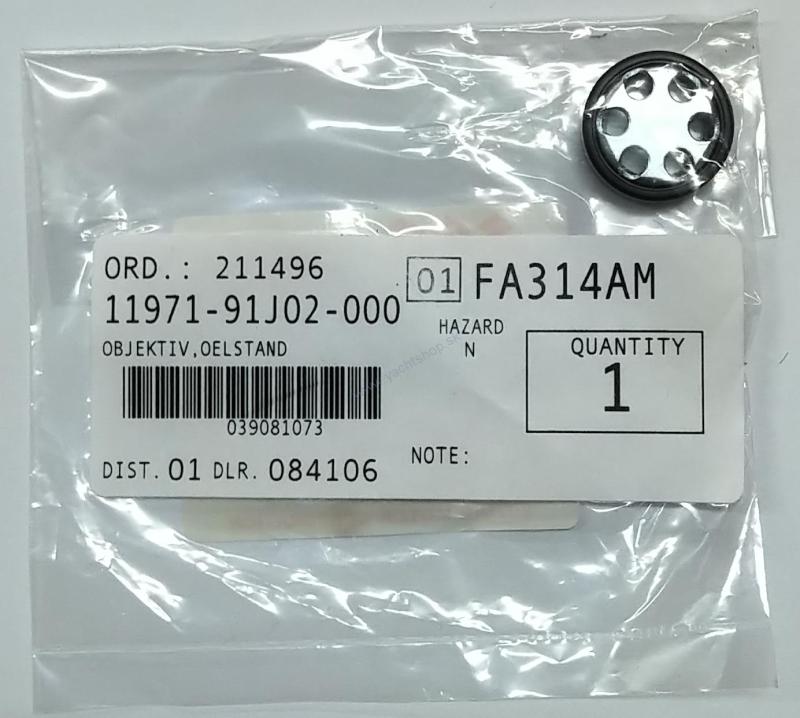 ORD.: 211496
01 FA314AM
11971-91J02-000
HAZARD
N
OBJEKTIV,OELSTAND
QUANTITY
1
039081073
DIST. 01 DLR. 084106
NOTE: